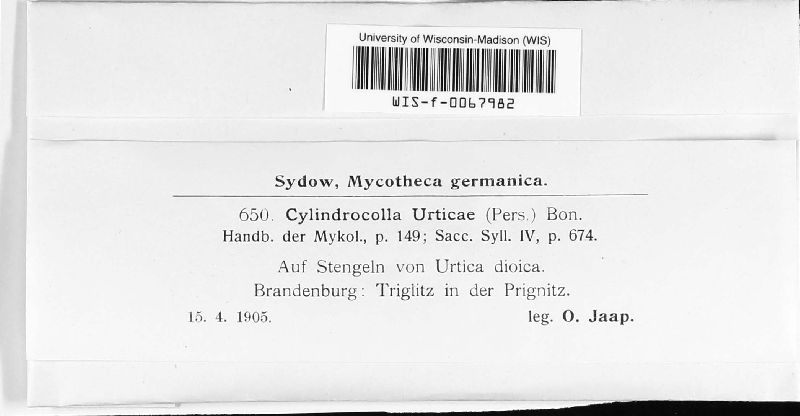 University of Wisconsin-Madison (WIS)
WIS-f-0067982
Sydow, Mycotheca germanica.
650. Cylindrocolla Urticae (Pers.) Bon.
Handb. der Mykol., p. 149; Sacc. Syll. IV, p. 674.
Auf Stengeln von Urtica dioica.
Brandenburg: Triglitz in der Prignitz.
15. 4. 1905. leg. O. Jaap.